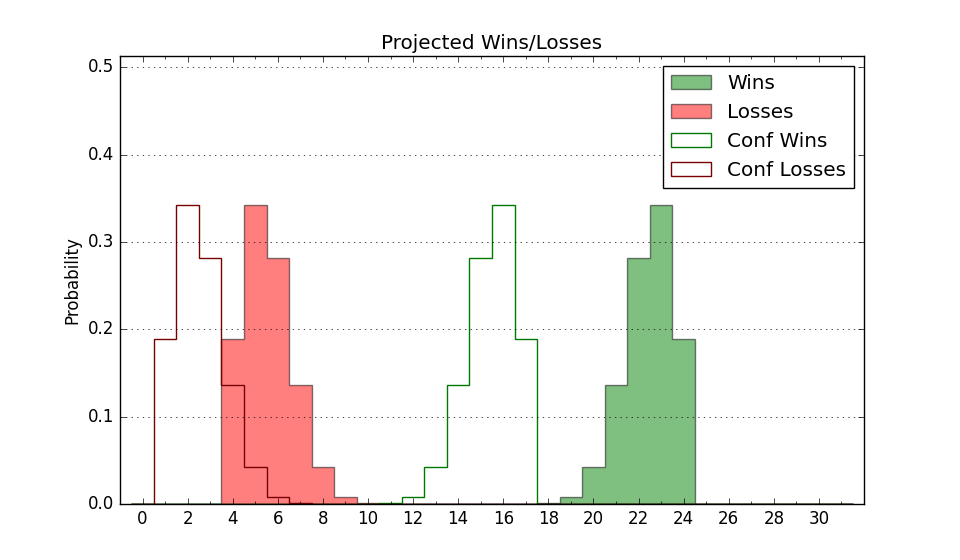 Projected Wins/Losses
0.5
0.4
0.3
0.2
0.1
0.0
Probability
Wins
Losses
Conf Wins
Conf Losses
0 2 4 6 8 10 12 14 16 18 20 22 24 26 28 30